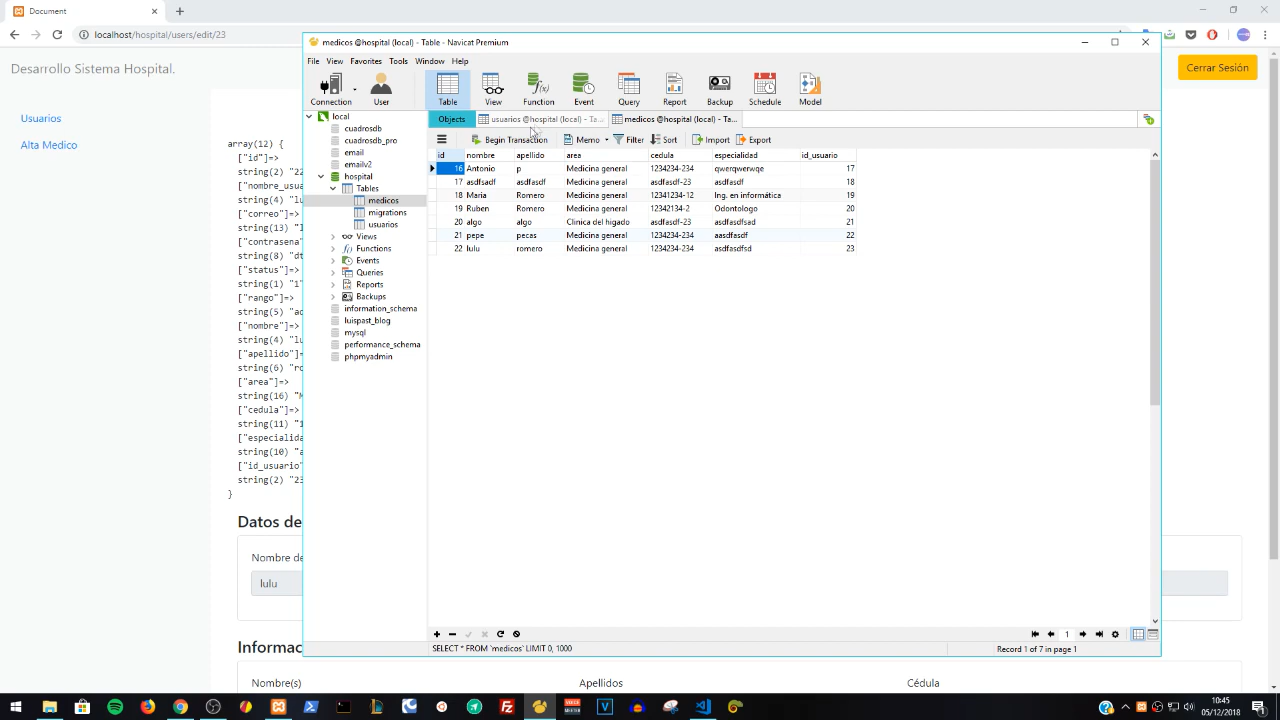 Document
localhost/hospital/users/edit/23
Desarrollo Sistema Hospital.
Cerrar Sesión
Usuarios
Alta Medico
array(12) {
["id"]=>
string(2) "22
["nombre_usu
string(4) "lu
["correo"]=>
string(13) "l
["contrasena"
string(8) "dt
["status"]=>
string(1) "1"
["rango"]=>
string(5) "ad
["nombre"]=>
string(4) "lu
["apellido"]=
string(6) "ro
["area"]=>
string(16) "M
["cedula"]=>
string(11) "1
["especialida
string(10) "a
["id_usuario"
string(2) "23
}
Datos de
Nombre de
lulu
Informac
Nombre(s)
Apellidos
Cédula
medicos @hospital (local) - Table - Navicat Premium
File View Favorites Tools Window Help
Connection User Table View Function Event Query Report Backup Schedule Model
local
cuadrosdb
cuadrosdb_pro
email
emailv2
hospital
Tables
medicos
migrations
usuarios
Views
Functions
Events
Queries
Reports
Backups
information_schema
luispast_blog
mysql
performance_schema
phpmyadmin
Objects usuarios @hospital (local) - Ta... medicos @hospital (local) - Ta...
Begin Transaction Memo Filter Sort Import Export
id nombre apellido area cedula especialidad id_usuario
16 Antonio p Medicina general 1234234-234 qwerqwerwqe 17
17 asdfsadf asdfasdf Medicina general asdfasdf-23 asdfasdf 18
18 Maria Romero Medicina general 12341234-12 Ing. en informática 19
19 Ruben Romero Medicina general 12342134-2 Odontologo 20
20 algo algo Clinica del higado asdfasdf-23 asdfasdfsad 21
21 pepe pecas Medicina general 1234234-234 aasdfasdf 22
22 lulu romero Medicina general 1234234-234 asdfasdfsd 23
1
SELECT * FROM `medicos` LIMIT 0, 1000
Record 1 of 7 in page 1
10:45
05/12/2018